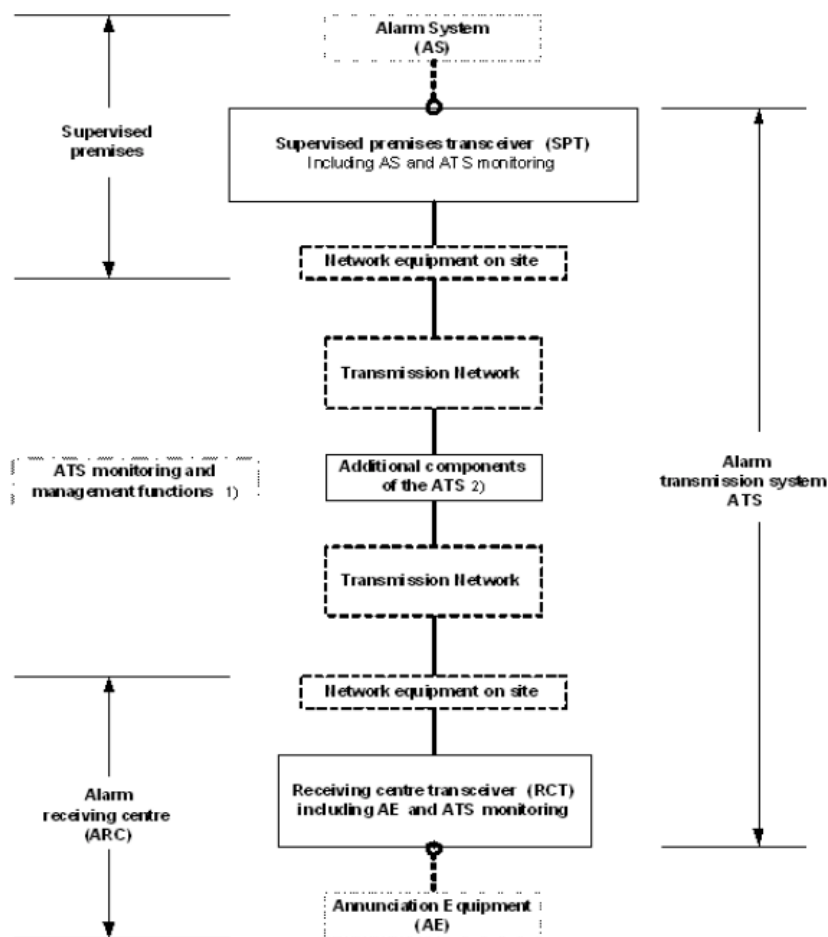 Alarm System
(AS)
Supervised
premises
Supervised premises transceiver (SPT)
Including AS and ATS monitoring
Network equipment on site
Transmission Network
ATS monitoring and
management functions 1)
Additional components
of the ATS 2)
Alarm
transmission system
ATS
Transmission Network
Network equipment on site
Alarm
receiving centre
(ARC)
Receiving centre transceiver (RCT)
including AE and ATS monitoring
Annunciation Equipment
(AE)